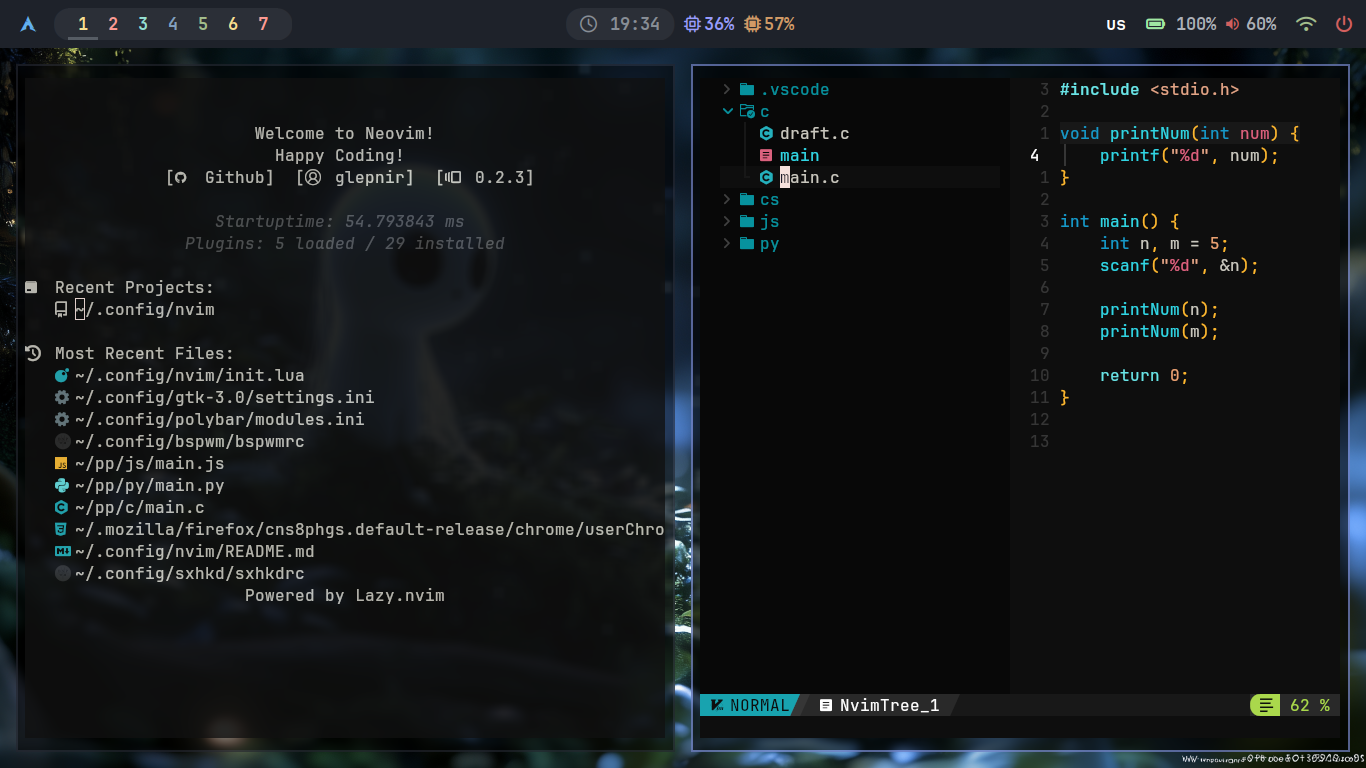 1 2 3 4 5 6 7 19:34 36% 57% US 100% 60%
Welcome to Neovim!
Happy Coding!
[ Github] [ glepnir] [ 0.2.3]
Startuptime: 54.793843 ms
Plugins: 5 loaded / 29 installed
Recent Projects:
~/.config/nvim
Most Recent Files:
~/.config/nvim/init.lua
~/.config/gtk-3.0/settings.ini
~/.config/polybar/modules.ini
~/.config/bspwm/bspwmrc
JS ~/pp/js/main.js
~/pp/py/main.py
C ~/pp/c/main.c
~/.mozilla/firefox/cns8phgs.default-release/chrome/userChro
~/.config/nvim/README.md
~/.config/sxhkd/sxhkdrc
Powered by Lazy.nvim
.vscode
c
C draft.c
main
C main.c
cs
js
py
3 #include <stdio.h>
2
1 void printNum(int num) {
4 printf("%d", num);
1 }
2
3 int main() {
4 int n, m = 5;
5 scanf("%d", &n);
6
7 printNum(n);
8 printNum(m);
9
10 return 0;
11 }
12
13
NORMAL NvimTree_1 62 %